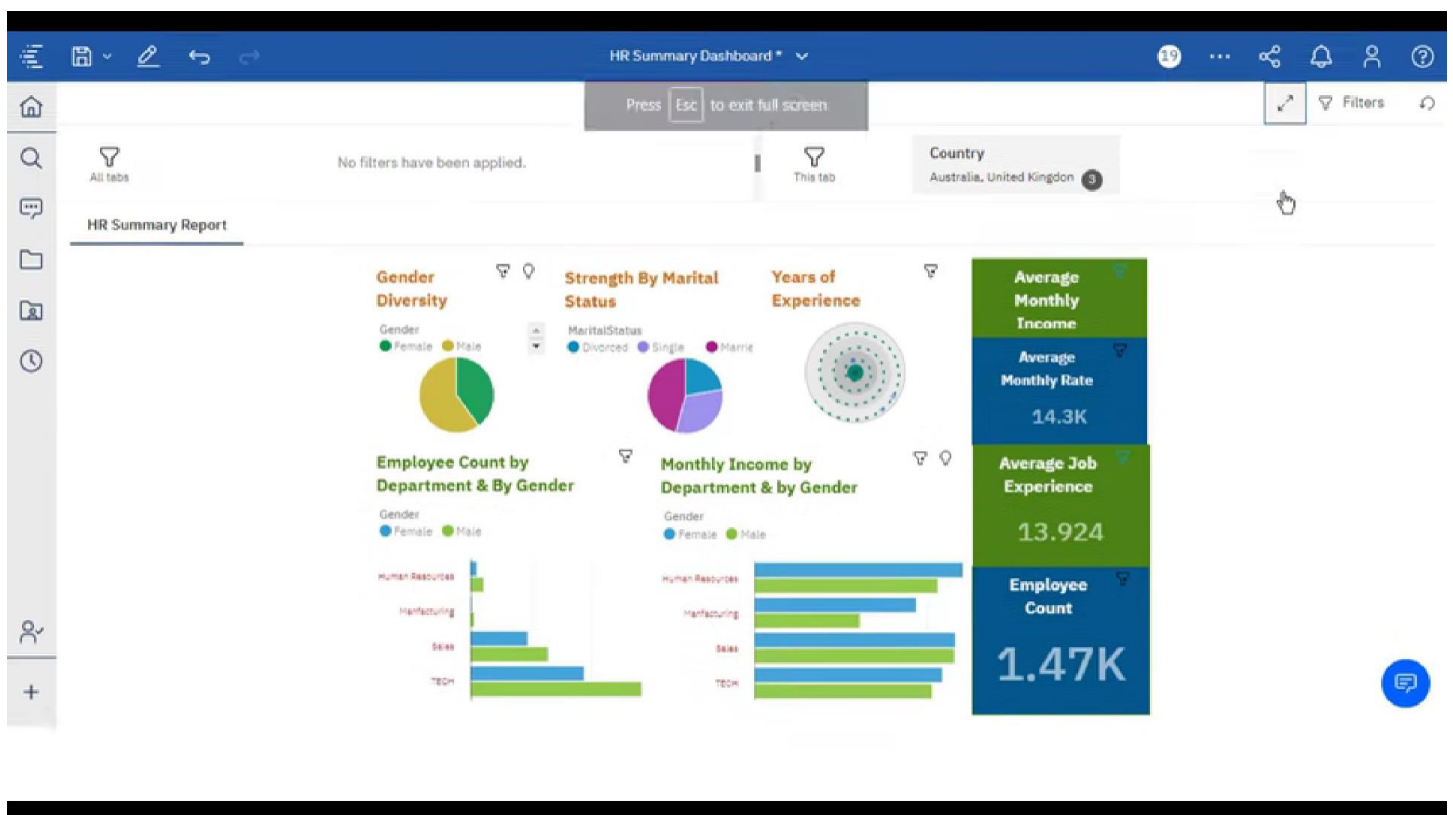 HR Summary Dashboard *
19
Press Esc to exit full screen
Filters
All tabs
No filters have been applied.
This tab
Country
Australia, United Kingdon 3
HR Summary Report
Gender
Diversity
Gender
Female Male
Strength By Marital
Status
MaritalStatus
Divorced Single Marrie
Years of
Experience
Average
Monthly
Income
Average
Monthly Rate
14.3K
Employee Count by
Department & By Gender
Gender
Female Male
Human Resources
Manfacturing
Sales
TECH
Monthly Income by
Department & by Gender
Gender
Female Male
Human Resources
Manfacturing
Sales
TECH
Average Job
Experience
13.924
Employee
Count
1.47K